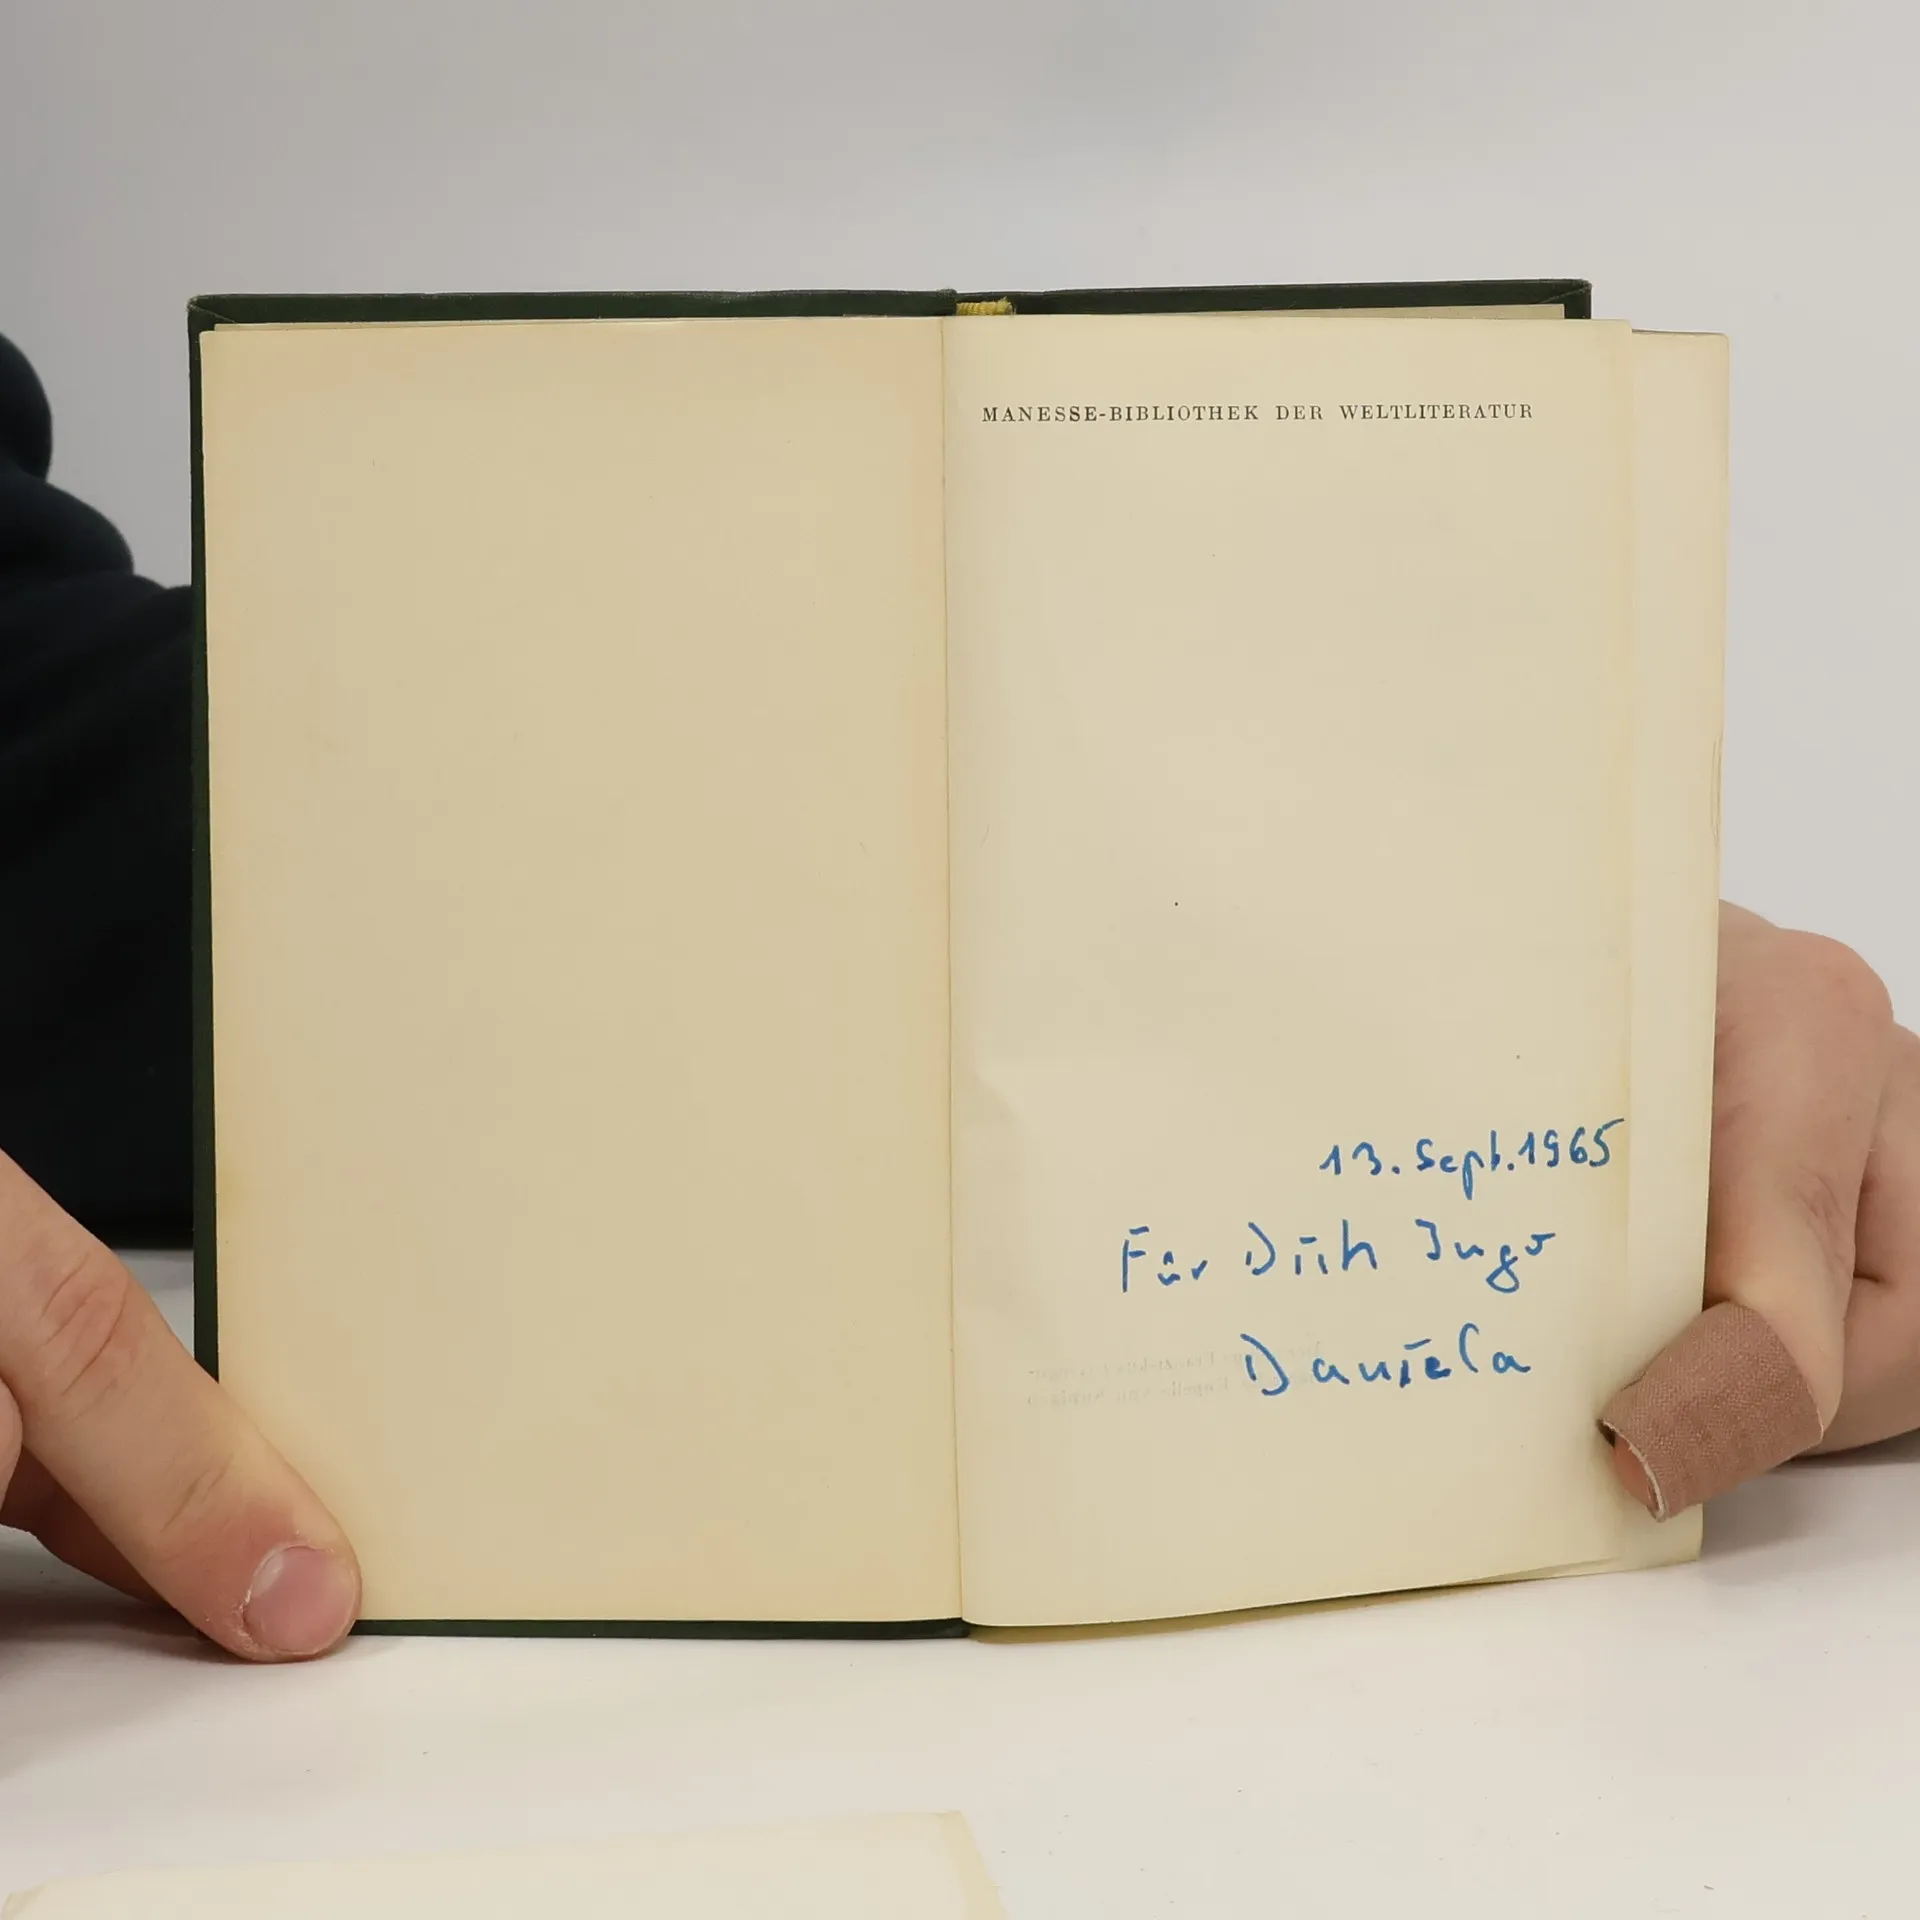 MANESSE-BIBLIOTHEK DER WELTLITERATUR
13. Sept. 1965
Für Dich Ingo
Daniela